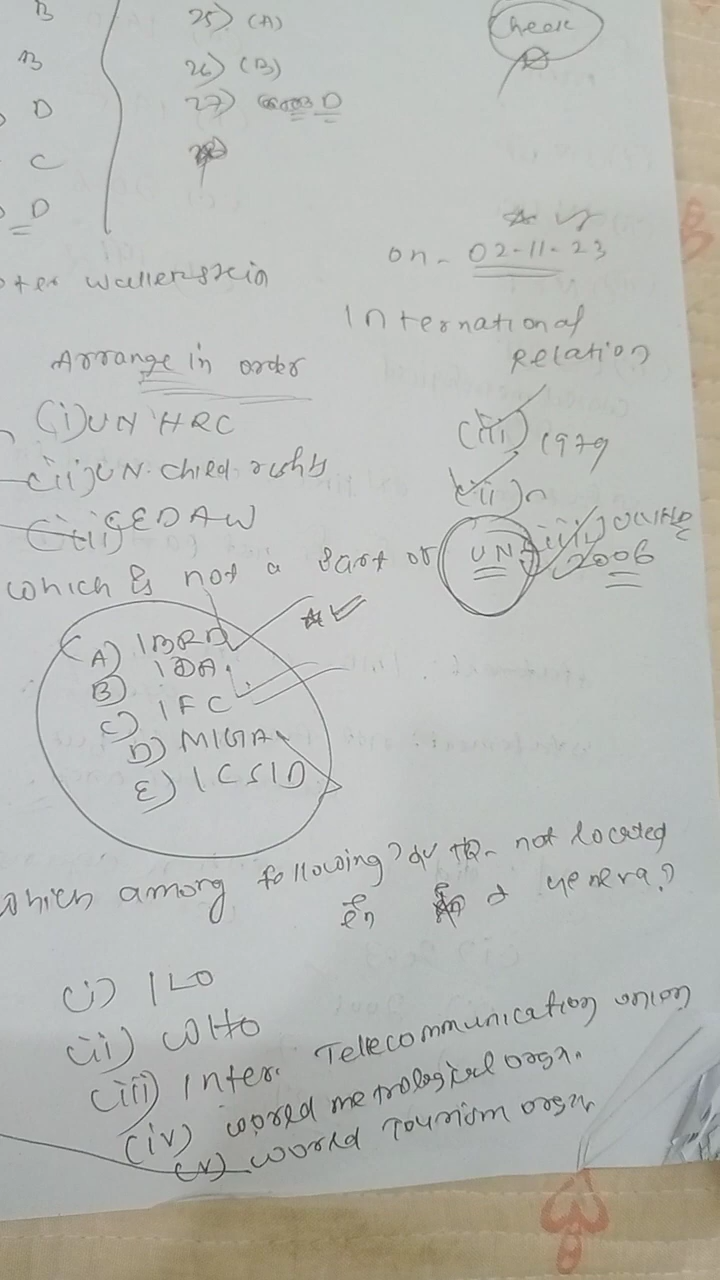 B
B
D
C
D
25) (A)
26) (B)
27) D
Check
on - 02-11-23
ter wallerstein
International
Relation
Arrange in order
(i) UN HRC
(ii) UN. Chied rights
(iii) CEDAW
(iii) 1979
(ii)
(i) UNHRC
2006
which is not a part of UN
A) IBRD
B) IDA
C) IFC
D) MIGA
E) ICSID
which among following? not located
in Geneva?
(i) ILO
(ii) WHO
(iii) Inter. Telecommunication union
(iv) world metrological orgn.
(v) world Tourism orgn